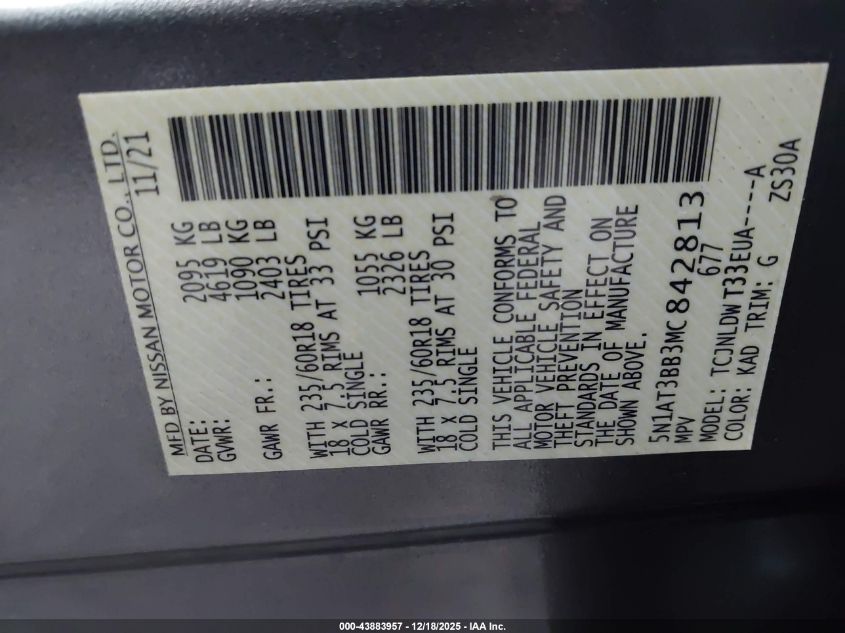 MFD BY NISSAN MOTOR CO., LTD.
DATE: 11/21
GVWR: 2095 KG
4619 LB
GAWR FR.: 1090 KG
2403 LB
WITH 235/60R18 TIRES
18 X 7.5 RIMS AT 33 PSI
COLD SINGLE
GAWR RR.: 1055 KG
2326 LB
WITH 235/60R18 TIRES
18 X 7.5 RIMS AT 30 PSI
COLD SINGLE
THIS VEHICLE CONFORMS TO
ALL APPLICABLE FEDERAL
MOTOR VEHICLE SAFETY AND
THEFT PREVENTION
STANDARDS IN EFFECT ON
THE DATE OF MANUFACTURE
SHOWN ABOVE.
5N1AT3BB3MC842813
MPV 677
MODEL: TCJNLDW T33EUA----A
COLOR: KAD TRIM: G ZS30A
000-43883957 - 12/18/2025 - IAA Inc.